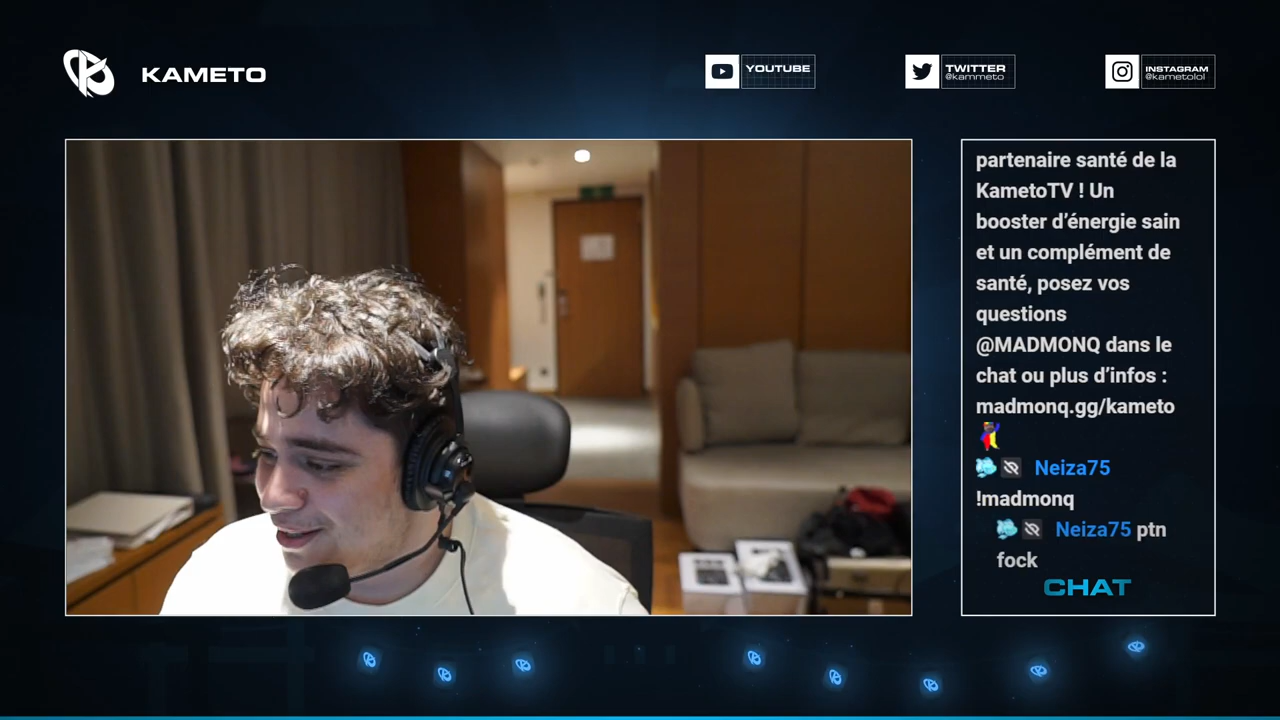 KAMETO
YOUTUBE
TWITTER
@kammeto
INSTAGRAM
@kametolol
partenaire santé de la
KametoTV ! Un
booster d’énergie sain
et un complément de
santé, posez vos
questions
@MADMONQ dans le
chat ou plus d’infos :
madmonq.gg/kameto
Neiza75
!madmonq
Neiza75 ptn
fock
CHAT